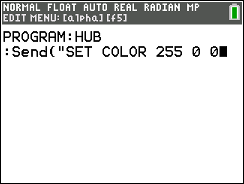 NORMAL FLOAT AUTO REAL RADIAN MP
EDIT MENU:[alpha][f5]
PROGRAM:HUB
:Send("SET COLOR 255 0 0